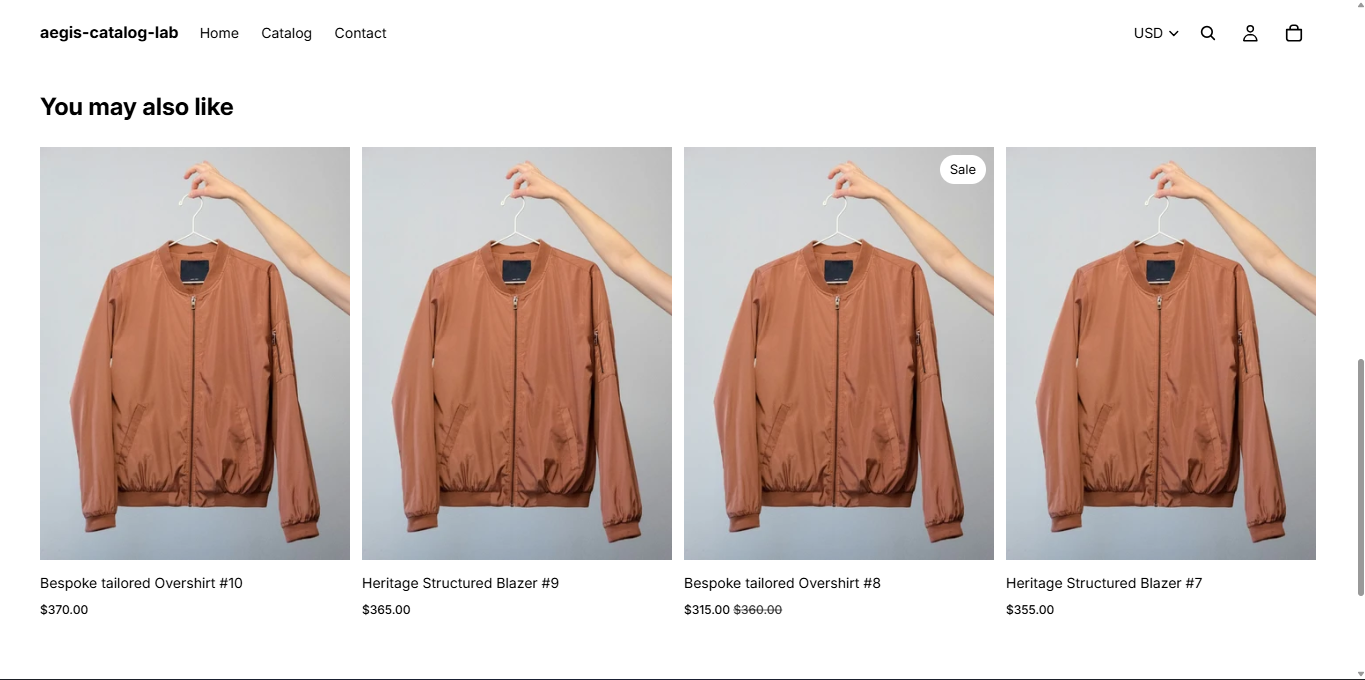 aegis-catalog-lab Home Catalog Contact USD
You may also like
Sale
Bespoke tailored Overshirt #10
$370.00
Heritage Structured Blazer #9
$365.00
Bespoke tailored Overshirt #8
$315.00 $360.00
Heritage Structured Blazer #7
$355.00